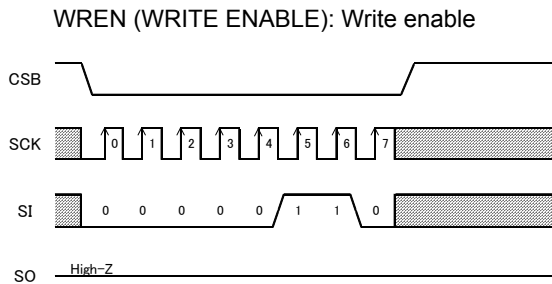 WREN (WRITE ENABLE): Write enable
CSB
SCK
0 1 2 3 4 5 6 7
SI
0 0 0 0 0 1 1 0
High-Z
SO